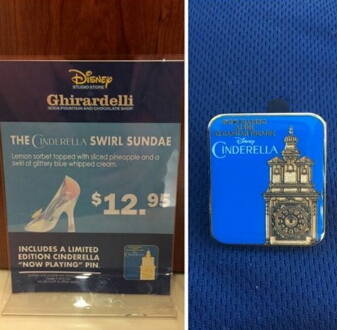 Disney
STUDIO STORE
Ghirardelli
SODA FOUNTAIN AND CHOCOLATE SHOP
THE CINDERELLA SWIRL SUNDAE
Lemon sorbet topped with sliced pineapple and a
swirl of glittery blue whipped cream.
$12.95
INCLUDES A LIMITED
EDITION CINDERELLA
"NOW PLAYING" PIN.
Disney
CINDERELLA